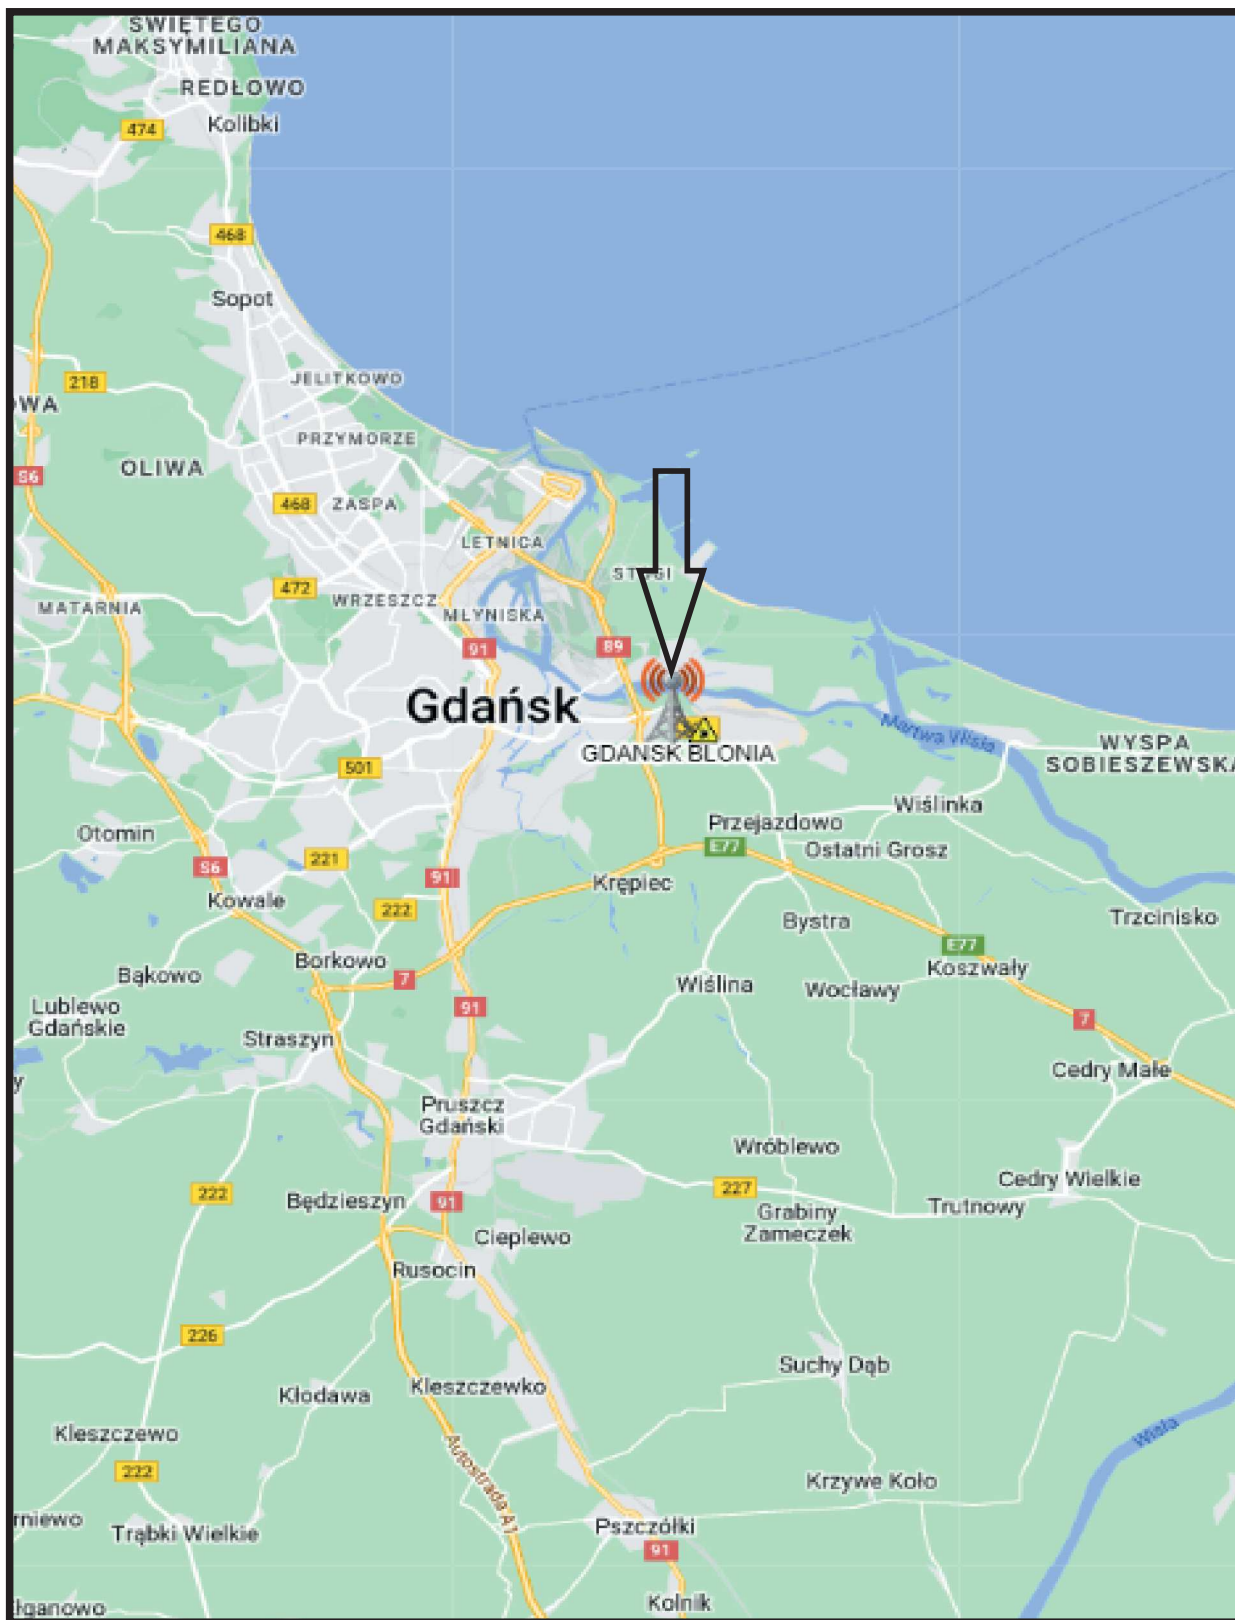 ŚWIĘTEGO
MAKSYMILIANA
REDŁOWO
Kolibki
474
468
Sopot
218
JELITKOWO
OWA
PRZYMORZE
OLIWA
S6
468
ZASPA
LETNICA
472
WRZESZCZ
MŁYNISKA
MATARNIA
91
89
Gdańsk
Martwa Wisła
GDANSK BLONIA
WYSPA
SOBIESZEWSKA
501
Wiślinka
Otomin
Przejazdowo
221
E77
Ostatni Grosz
S6
91
Kowale
222
Krępiec
Bystra
Trzcinisko
E77
Bąkowo
Borkowo
7
Koszwały
Lublewo
Gdańskie
91
Wiślina
Wocławy
Straszyn
7
y
Cedry Małe
Pruszcz
Gdański
Wróblewo
222
Będzieszyn
91
227
Cedry Wielkie
Grabiny
Zameczek
Trutnowy
Cieplewo
Rusocin
226
Suchy Dąb
Kłodawa
Kleszczewko
Kleszczewo
Wisła
222
Autostrada A1
Krzywe Koło
rniewo
Trąbki Wielkie
Pszczółki
91
Kolnik
łganowo